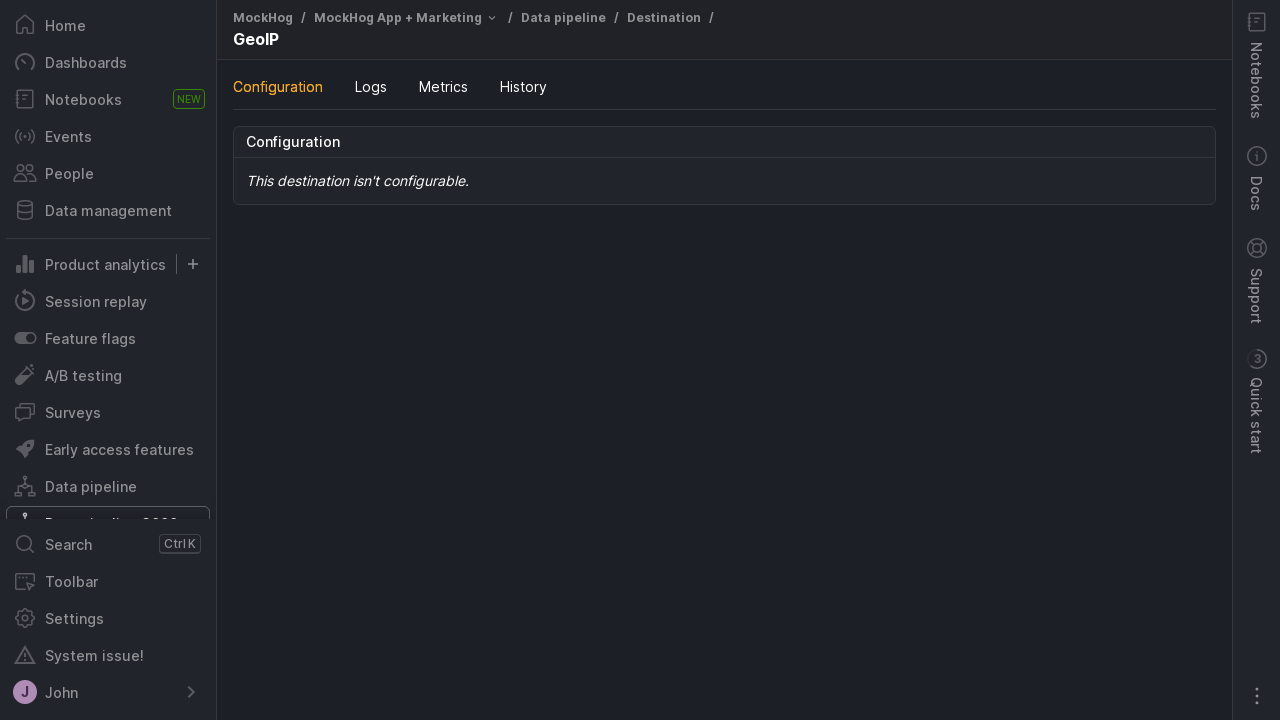 Home
Dashboards
Notebooks NEW
Events
People
Data management
Product analytics
Session replay
Feature flags
A/B testing
Surveys
Early access features
Data pipeline
Search Ctrl K
Toolbar
Settings
System issue!
J John
MockHog / MockHog App + Marketing / Data pipeline / Destination /
GeoIP
Configuration Logs Metrics History
Configuration
This destination isn't configurable.
Notebooks
Docs
Support
3 Quick start